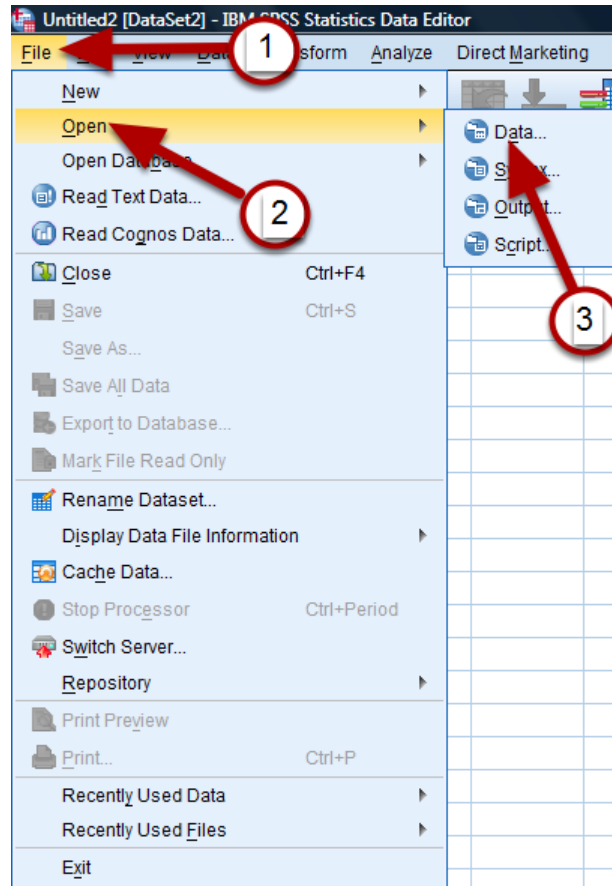 Untitled2 [DataSet2] - IBM SPSS Statistics Data Editor
File View sform Analyze Direct Marketing
1
New
Open
Data...
Open Database
2
Read Text Data...
Output...
Read Cognos Data...
Script...
Close Ctrl+F4
3
Save Ctrl+S
Save As...
Save All Data
Export to Database...
Mark File Read Only
Rename Dataset...
Display Data File Information
Cache Data...
Stop Processor Ctrl+Period
Switch Server...
Repository
Print Preview
Print... Ctrl+P
Recently Used Data
Recently Used Files
Exit